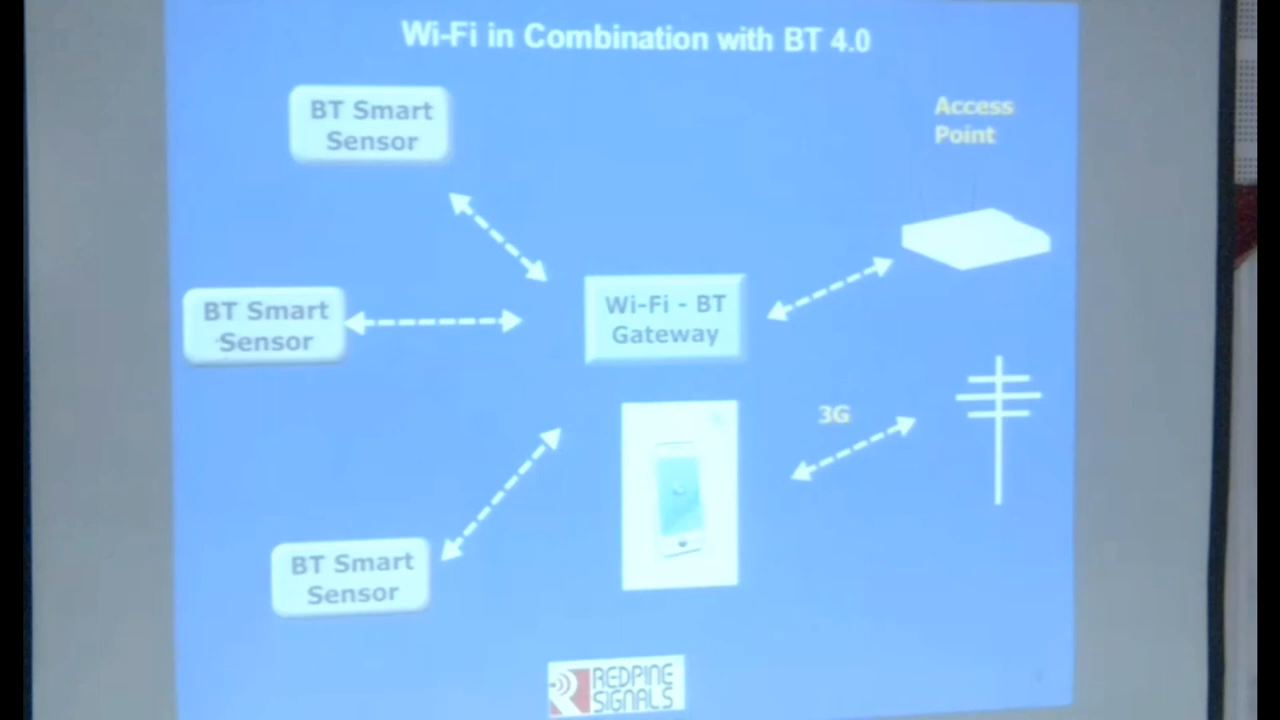 Wi-Fi in Combination with BT 4.0
BT Smart
Sensor
Access
Point
BT Smart
Sensor
Wi-Fi - BT
Gateway
3G
BT Smart
Sensor
REDPINE
SIGNALS